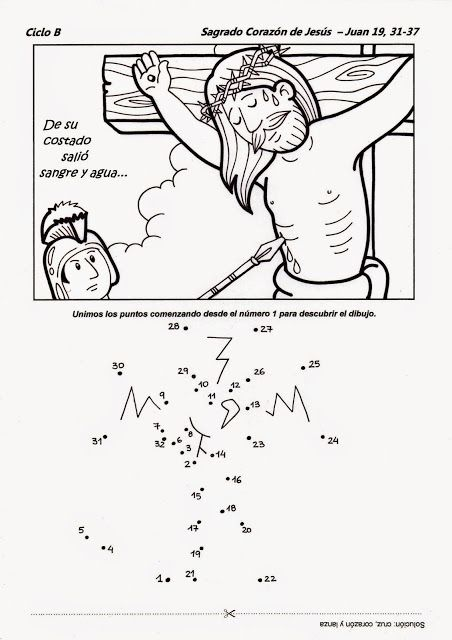 Ciclo B
Sagrado Corazón de Jesús – Juan 19, 31-37
De su
costado
salió
sangre y agua...
Unimos los puntos comenzando desde el número 1 para descubrir el dibujo.
28 27
30 29 26 25
10 12
9 11 13
7 8
31 32 6 23 24
3 14
2
16
15
18
5 17 20
4 19
1 21 22
Solución: cruz, corazón y lanza